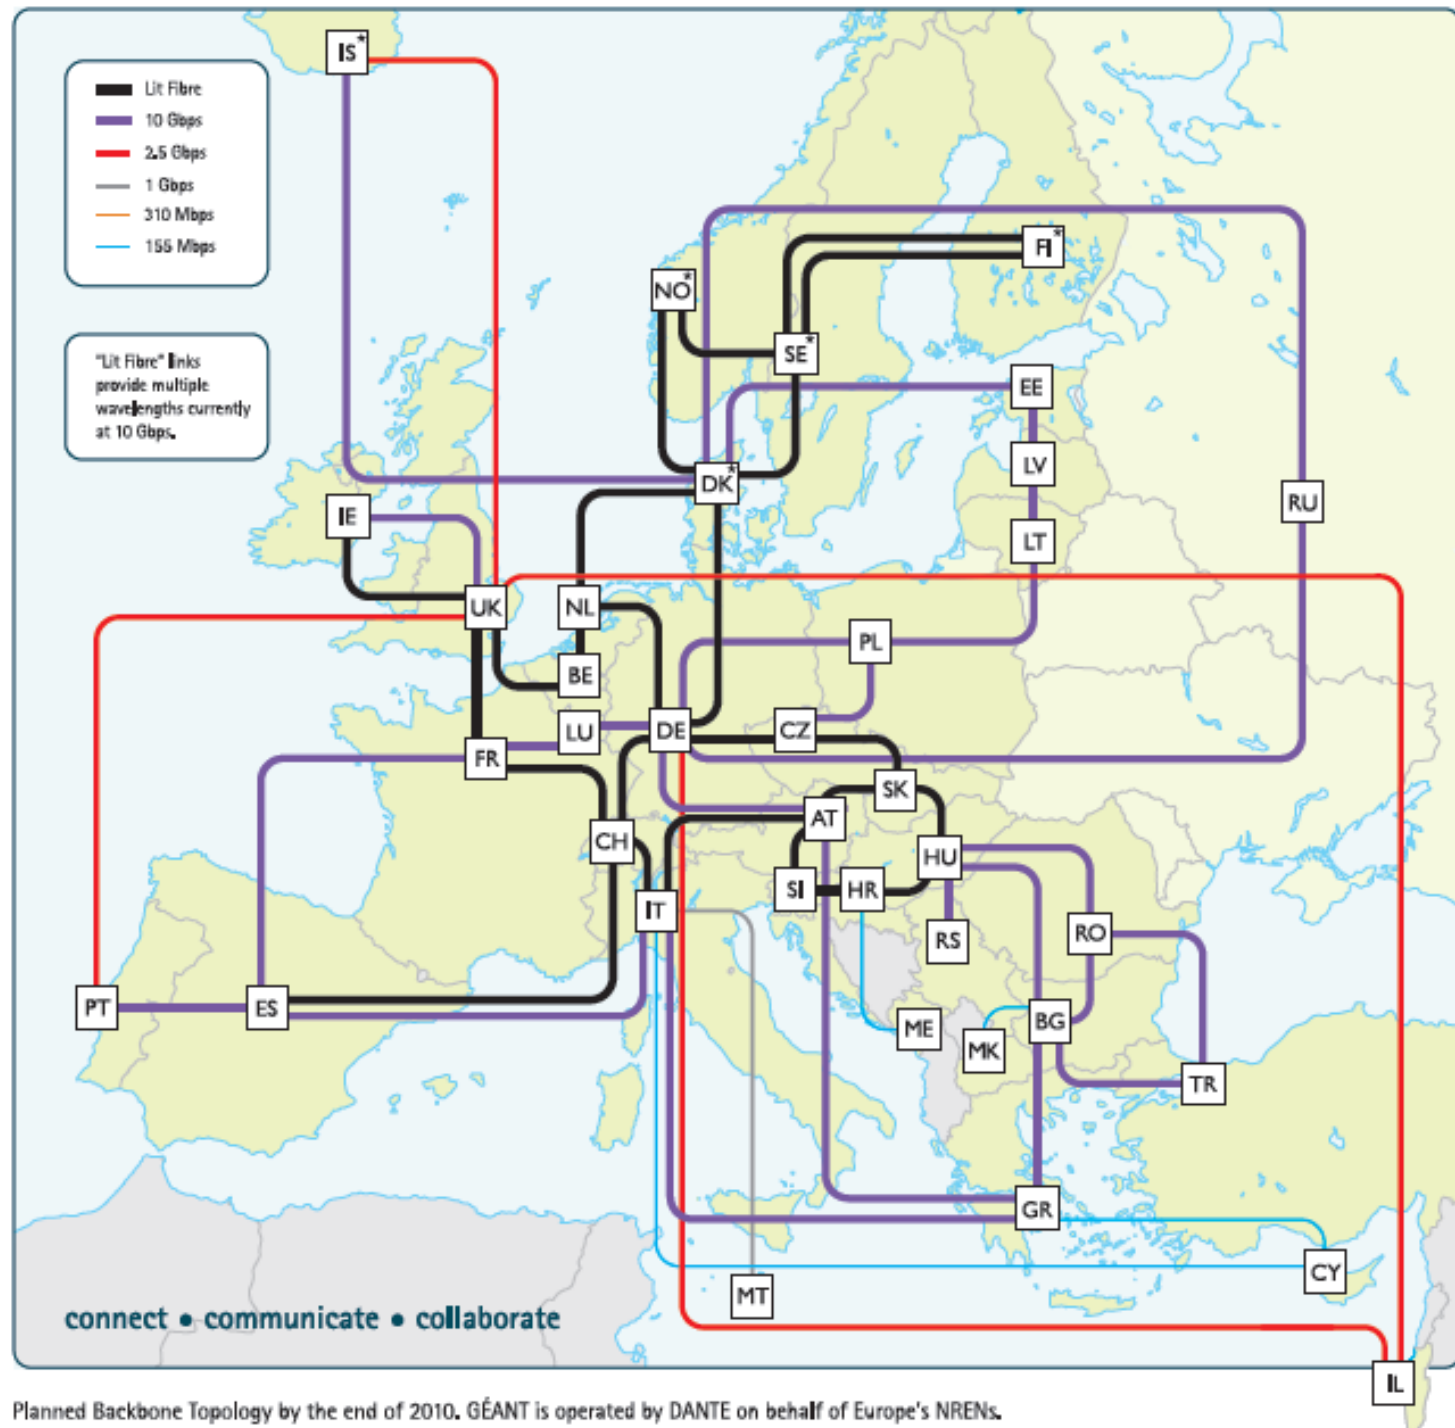 IS*
Lit Fibre
10 Gbps
2.5 Gbps
1 Gbps
310 Mbps
155 Mbps
FI*
NO*
"Lit Fibre" links
provide multiple
wavelengths currently
at 10 Gbps.
SE*
EE
LV
DK*
RU
IE
LT
UK
NL
PL
BE
LU
DE
CZ
FR
SK
AT
CH
HU
SI
HR
IT
RS
RO
PT
ES
ME
BG
MK
TR
GR
CY
MT
connect • communicate • collaborate
IL
Planned Backbone Topology by the end of 2010. GÉANT is operated by DANTE on behalf of Europe's NRENs.